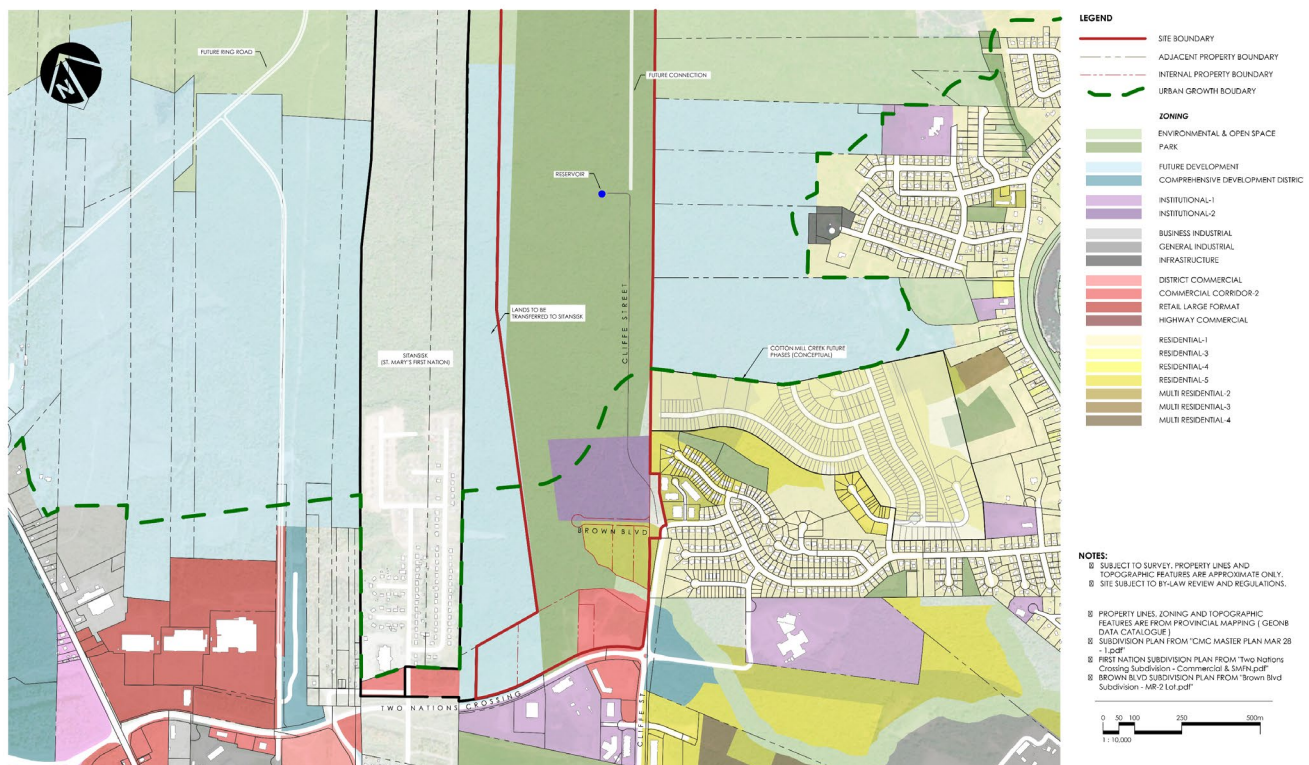 FUTURE RING ROAD
N
FUTURE CONNECTION
RESERVOIR
CLIFFE STREET
LANDS TO BE
TRANSFERRED TO SITANSISK
SITANSISK
(ST. MARY'S FIRST NATION)
COTTON MILL CREEK FUTURE
PHASES (CONCEPTUAL)
BROWN BLVD
TWO NATIONS CROSSING
CLIFFE ST
LEGEND
SITE BOUNDARY
ADJACENT PROPERTY BOUNDARY
INTERNAL PROPERTY BOUNDARY
URBAN GROWTH BOUDARY
ZONING
ENVIRONMENTAL & OPEN SPACE
PARK
FUTURE DEVELOPMENT
COMPREHENSIVE DEVELOPMENT DISTRIC
INSTITUTIONAL-1
INSTITUTIONAL-2
BUSINESS INDUSTRIAL
GENERAL INDUSTRIAL
INFRASTRUCTURE
DISTRICT COMMERCIAL
COMMERCIAL CORRIDOR-2
RETAIL LARGE FORMAT
HIGHWAY COMMERCIAL
RESIDENTIAL-1
RESIDENTIAL-3
RESIDENTIAL-4
RESIDENTIAL-5
MULTI RESIDENTIAL-2
MULTI RESIDENTIAL-3
MULTI RESIDENTIAL-4
NOTES:
SUBJECT TO SURVEY. PROPERTY LINES AND
TOPOGRAPHIC FEATURES ARE APPROXIMATE ONLY.
SITE SUBJECT TO BY-LAW REVIEW AND REGULATIONS.
PROPERTY LINES, ZONING AND TOPOGRAPHIC
FEATURES ARE FROM PROVINCIAL MAPPING ( GEONB
DATA CATALOGUE )
SUBDIVISION PLAN FROM "CMC MASTER PLAN MAR 28
- 1.pdf"
FIRST NATION SUBDIVISION PLAN FROM "Two Nations
Crossing Subdivision - Commercial & SMFN.pdf"
BROWN BLVD SUBDIVISION PLAN FROM "Brown Blvd
Subdivision - MR-2 Lot.pdf"
0 50 100 250 500m
1 : 10,000